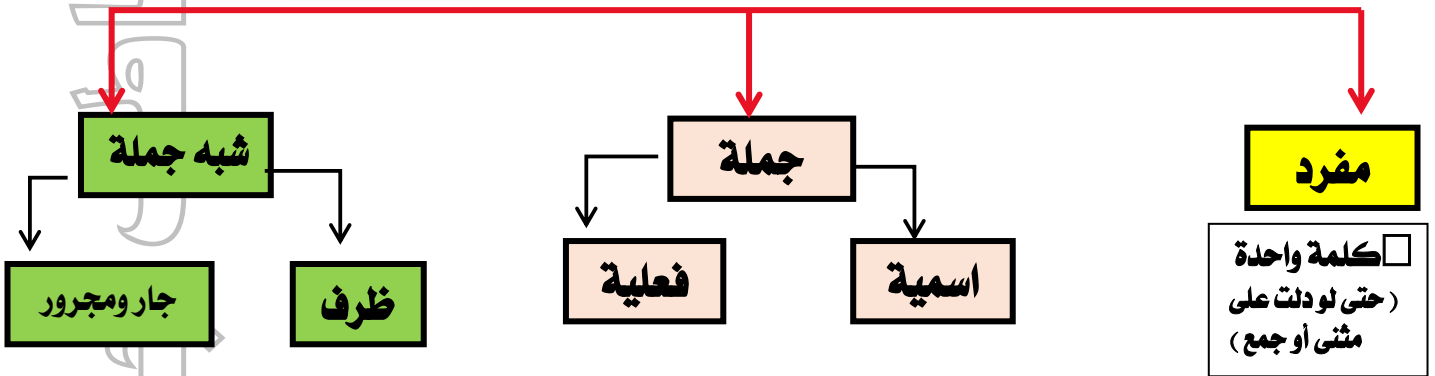 مفرد
كلمة واحدة
(حتى لو دلت على
مثنى أو جمع)
جملة
اسمية
فعلية
شبه جملة
ظرف
جار ومجرور